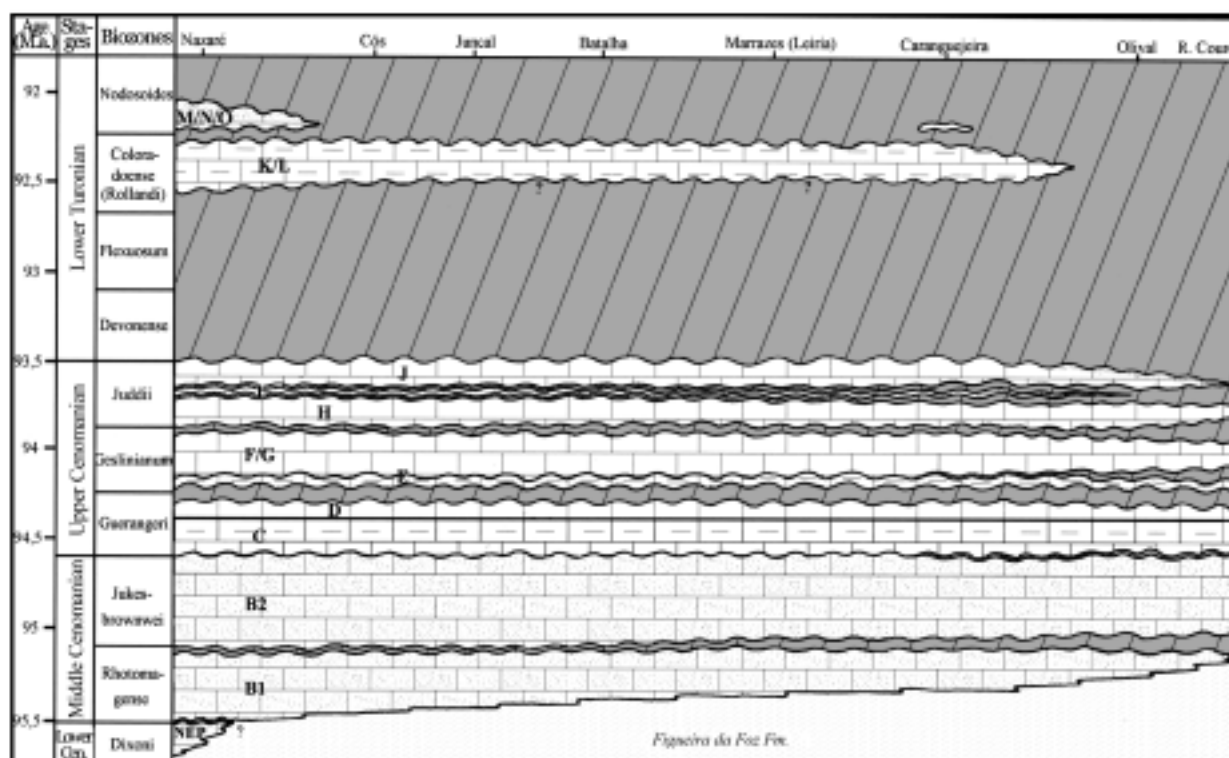 Age (M.a.)
Sta-
ges
Biozones
Nazaré
Cós
Juncal
Batalha
Marrazes (Leiria)
Caranguejeira
Olival
92
92,5
93
93,5
94
94,5
95
95,5
Lower Turonian
Upper Cenomanian
Middle Cenomanian
Lower
Cen.
Nodosoides
Colora-
doense
(Rollandi)
Flexuosum
Devonense
Juddii
Geslinianum
Guerangeri
Jukes-
brownwei
Rhotoma-
gense
Dixoni
M/N/O
K/L
?
?
J
I
H
F/G
E
D
C
B2
B1
NEP
?
Figueira da Foz Fm.